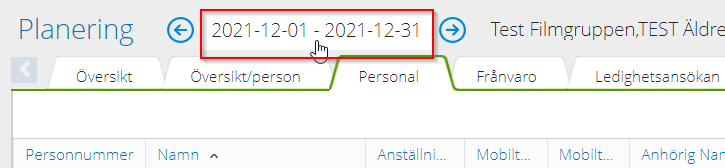 Planering 2021-12-01 - 2021-12-31 Test Filmgruppen,TEST Äldre
Översikt Översikt/person Personal Frånvaro Ledighetsansökan
Personnummer Namn Anställni... Mobilt... Mobilt... Anhörig Nam